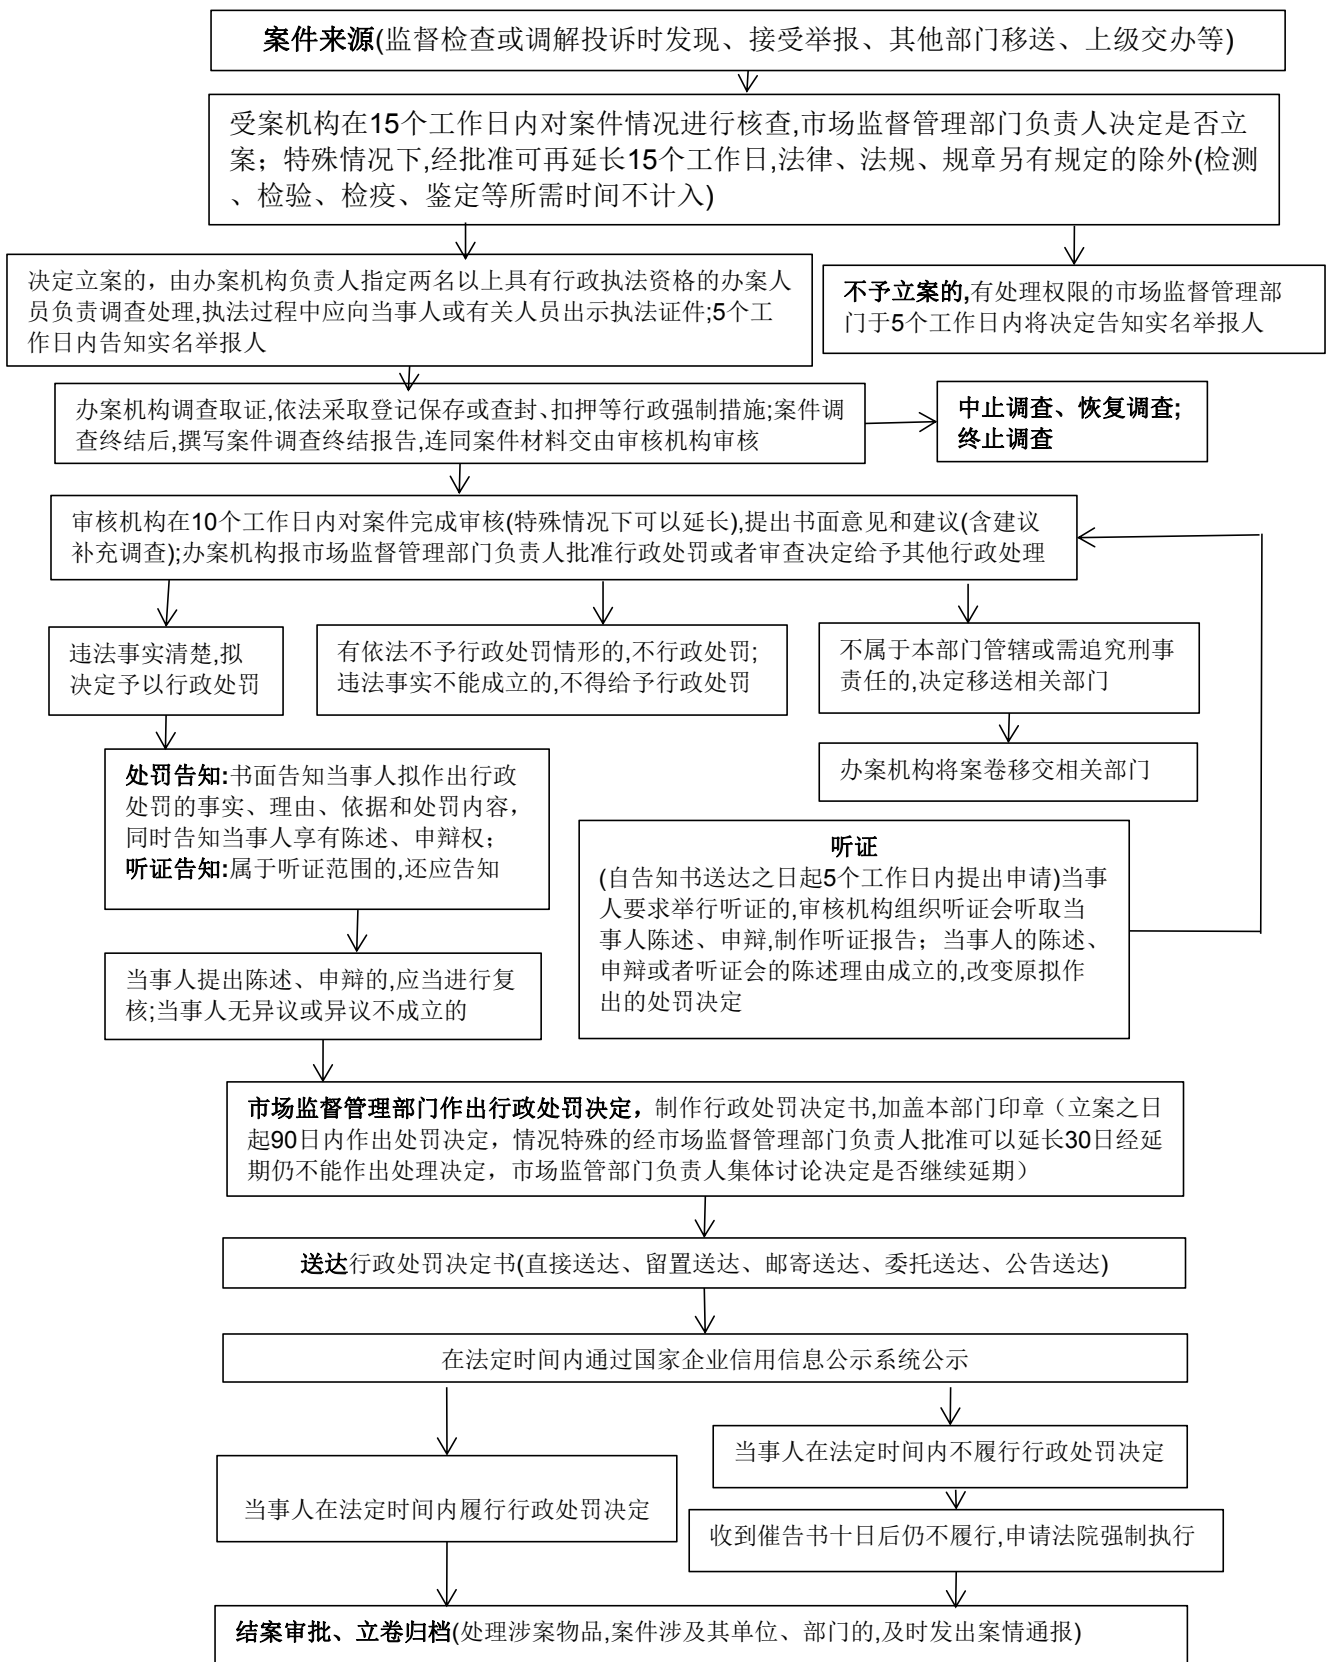 案件来源(监督检查或调解投诉时发现、接受举报、其他部门移送、上级交办等)
受案机构在15个工作日内对案件情况进行核查,市场监督管理部门负责人决定是否立
案；特殊情况下,经批准可再延长15个工作日,法律、法规、规章另有规定的除外(检测
、检验、检疫、鉴定等所需时间不计入)
决定立案的，由办案机构负责人指定两名以上具有行政执法资格的办案人
员负责调查处理,执法过程中应向当事人或有关人员出示执法证件;5个工
作日内告知实名举报人
不予立案的,有处理权限的市场监督管理部
门于5个工作日内将决定告知实名举报人
办案机构调查取证,依法采取登记保存或查封、扣押等行政强制措施;案件调
查终结后,撰写案件调查终结报告,连同案件材料交由审核机构审核
中止调查、恢复调查;
终止调查
审核机构在10个工作日内对案件完成审核(特殊情况下可以延长),提出书面意见和建议(含建议
补充调查);办案机构报市场监督管理部门负责人批准行政处罚或者审查决定给予其他行政处理
违法事实清楚,拟
决定予以行政处罚
有依法不予行政处罚情形的,不行政处罚;
违法事实不能成立的,不得给予行政处罚
不属于本部门管辖或需追究刑事
责任的,决定移送相关部门
办案机构将案卷移交相关部门
处罚告知:书面告知当事人拟作出行政
处罚的事实、理由、依据和处罚内容，
同时告知当事人享有陈述、申辩权；
听证告知:属于听证范围的,还应告知
听证
(自告知书送达之日起5个工作日内提出申请)当事
人要求举行听证的,审核机构组织听证会听取当
事人陈述、申辩,制作听证报告；当事人的陈述、
申辩或者听证会的陈述理由成立的,改变原拟作
出的处罚决定
当事人提出陈述、申辩的,应当进行复
核;当事人无异议或异议不成立的
市场监督管理部门作出行政处罚决定，制作行政处罚决定书,加盖本部门印章（立案之日
起90日内作出处罚决定，情况特殊的经市场监督管理部门负责人批准可以延长30日经延
期仍不能作出处理决定，市场监管部门负责人集体讨论决定是否继续延期）
送达行政处罚决定书(直接送达、留置送达、邮寄送达、委托送达、公告送达)
在法定时间内通过国家企业信用信息公示系统公示
当事人在法定时间内不履行行政处罚决定
当事人在法定时间内履行行政处罚决定
收到催告书十日后仍不履行,申请法院强制执行
结案审批、立卷归档(处理涉案物品,案件涉及其单位、部门的,及时发出案情通报)